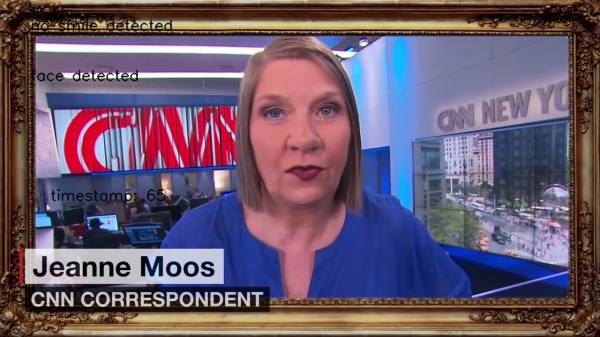 no smile detected
face detected
CNN
CNN NEW YO
timestamp: 65
Jeanne Moos
CNN CORRESPONDENT